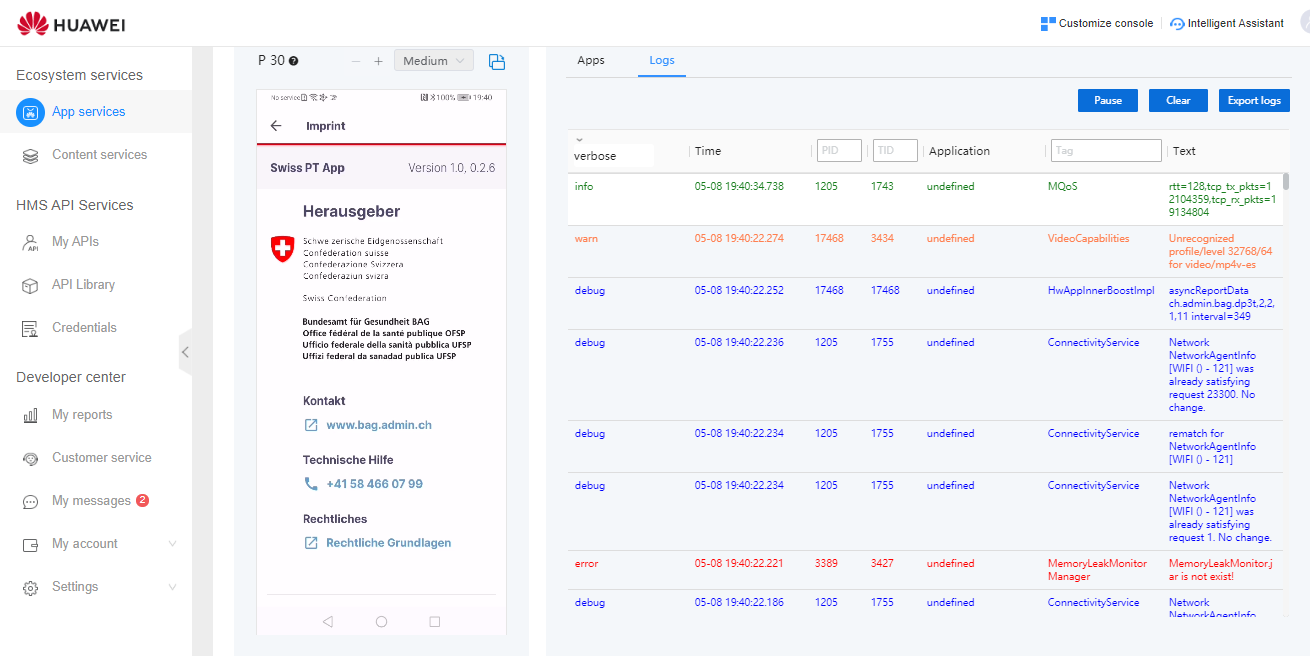 HUAWEI
Customize console
Intelligent Assistant
Ecosystem services
App services
Content services
HMS API Services
My APIs
API Library
Credentials
Developer center
My reports
Customer service
My messages 2
My account
Settings
P 30 ?
− + Medium
No service 100% 19:40
Imprint
Swiss PT App Version 1.0, 0.2.6
Herausgeber
Schweizerische Eidgenossenschaft
Confédération suisse
Confederazione Svizzera
Confederaziun svizra
Swiss Confederation
Bundesamt für Gesundheit BAG
Office fédéral de la santé publique OFSP
Ufficio federale della sanità pubblica UFSP
Uffizi federal da sanadad publica UFSP
Kontakt
www.bag.admin.ch
Technische Hilfe
+41 58 466 07 99
Rechtliches
Rechtliche Grundlagen
Apps Logs
Pause Clear Export logs
verbose Time PID TID Application Tag Text
info 05-08 19:40:34.738 1205 1743 undefined MQoS rtt=128,tcp_tx_pkts=1
2104359,tcp_rx_pkts=1
9134804
warn 05-08 19:40:22.274 17468 3434 undefined VideoCapabilities Unrecognized
profile/level 32768/64
for video/mp4v-es
debug 05-08 19:40:22.252 17468 17468 undefined HwAppInnerBoostImpl asyncReportData
ch.admin.bag.dp3t,2,2,
1,11 interval=349
debug 05-08 19:40:22.236 1205 1755 undefined ConnectivityService Network
NetworkAgentInfo
[WIFI () - 121] was
already satisfying
request 23300. No
change.
debug 05-08 19:40:22.234 1205 1755 undefined ConnectivityService rematch for
NetworkAgentInfo
[WIFI () - 121]
debug 05-08 19:40:22.234 1205 1755 undefined ConnectivityService Network
NetworkAgentInfo
[WIFI () - 121] was
already satisfying
request 1. No change.
error 05-08 19:40:22.221 3389 3427 undefined MemoryLeakMonitor MemoryLeakMonitor.j
Manager ar is not exist!
debug 05-08 19:40:22.186 1205 1755 undefined ConnectivityService Network
NetworkAgentInfo